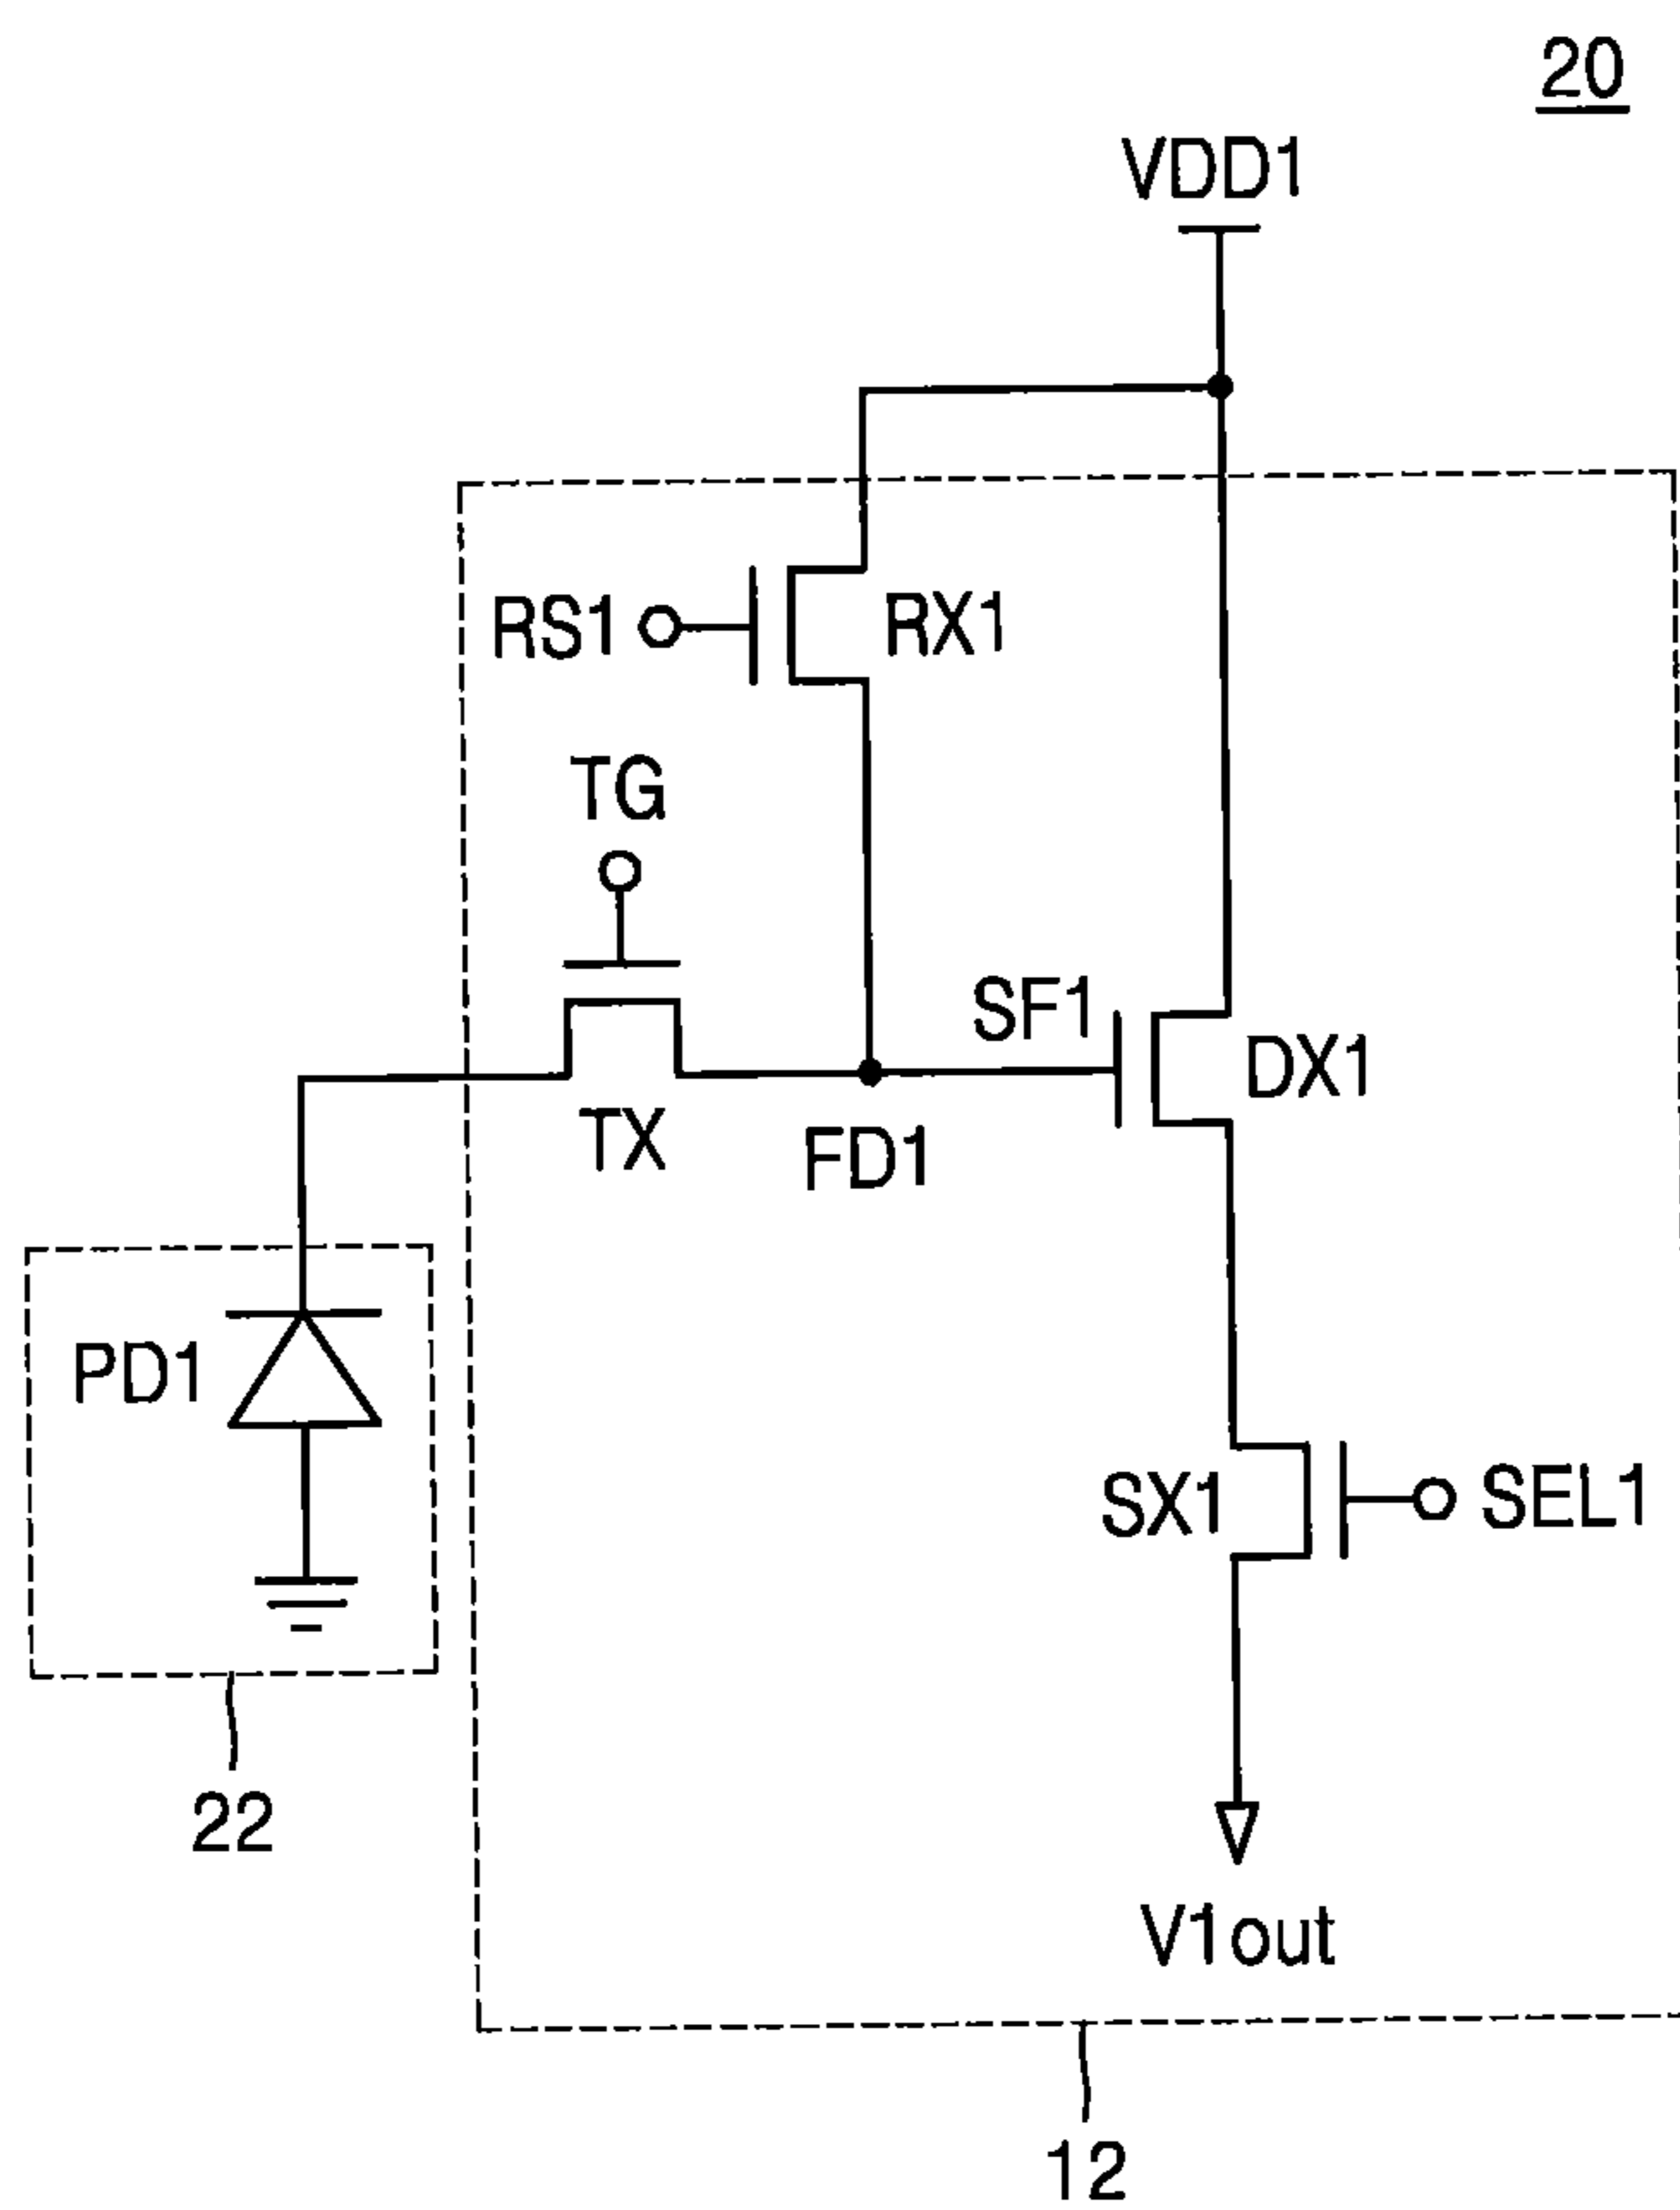 20
VDD1
RS1
RX1
TG
SF1
DX1
TX
FD1
PD1
SX1
SEL1
22
V1out
12